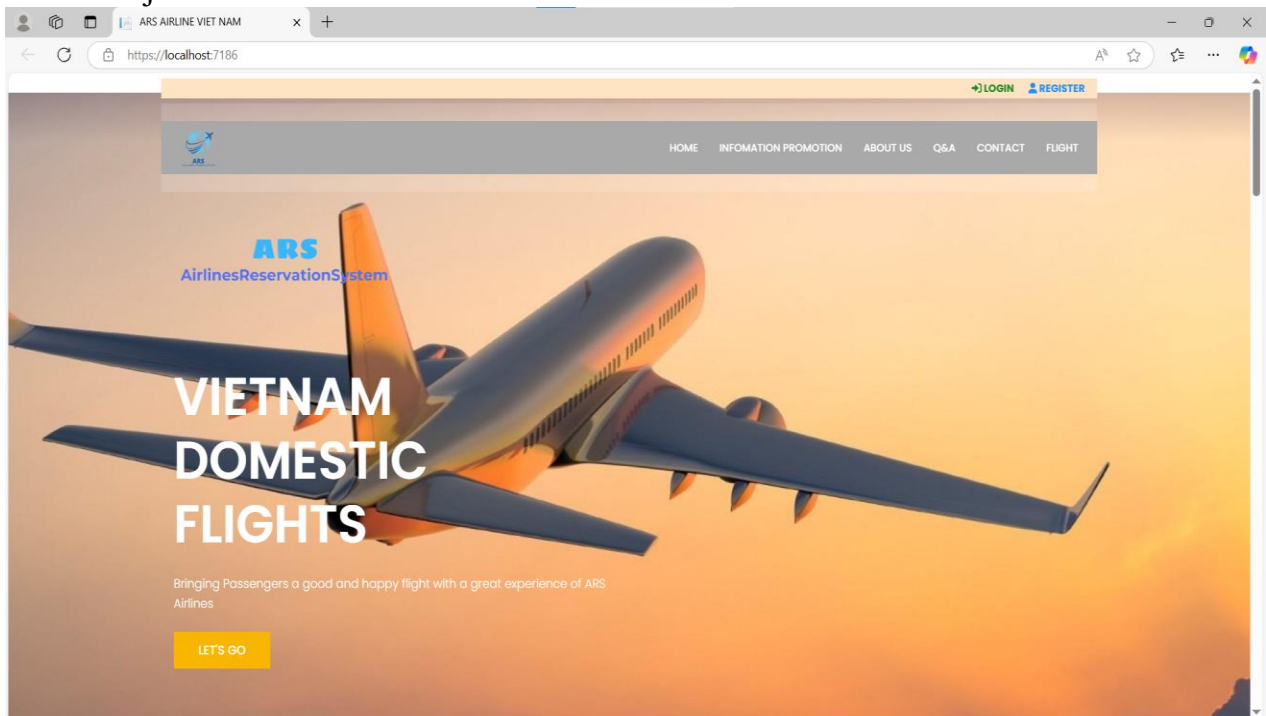 ARS AIRLINE VIET NAM
https://localhost:7186
LOGIN REGISTER
ARS
HOME INFOMATION PROMOTION ABOUT US Q&A CONTACT FLIGHT
ARS
AirlinesReservationSystem
VIETNAM
DOMESTIC
FLIGHTS
Bringing Passengers a good and happy flight with a great experience of ARS
Airlines
LET'S GO